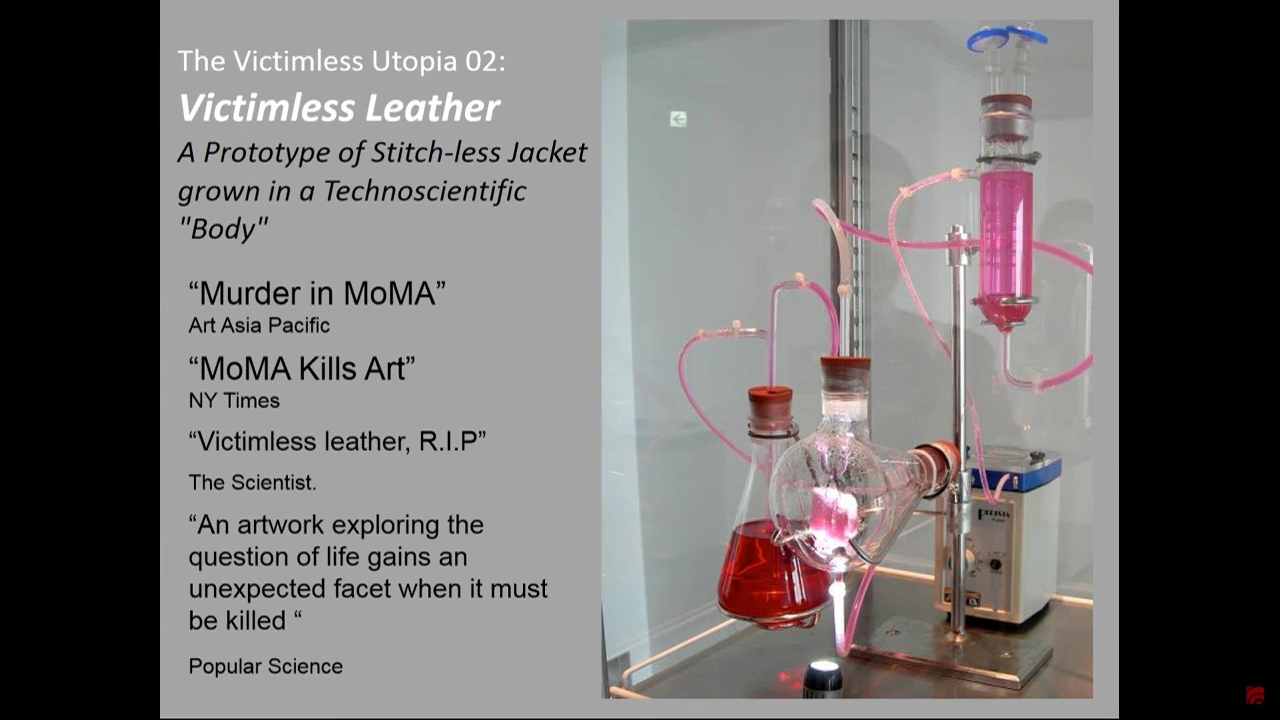 The Victimless Utopia 02:
Victimless Leather
A Prototype of Stitch-less Jacket
grown in a Technoscientific
"Body"
“Murder in MoMA”
Art Asia Pacific
“MoMA Kills Art”
NY Times
“Victimless leather, R.I.P”
The Scientist.
“An artwork exploring the
question of life gains an
unexpected facet when it must
be killed “
Popular Science